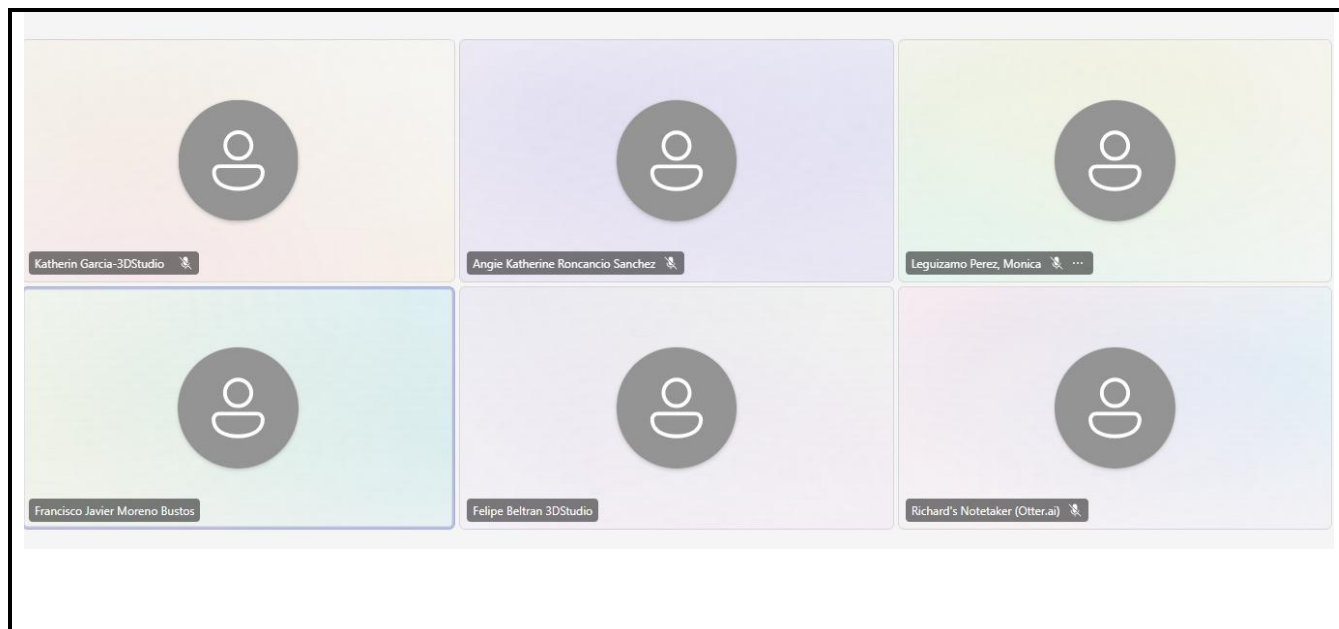 Katherin Garcia-3DStudio
Angie Katherine Roncancio Sanchez
Leguizamo Perez, Monica
Francisco Javier Moreno Bustos
Felipe Beltran 3DStudio
Richard's Notetaker (Otter.ai)